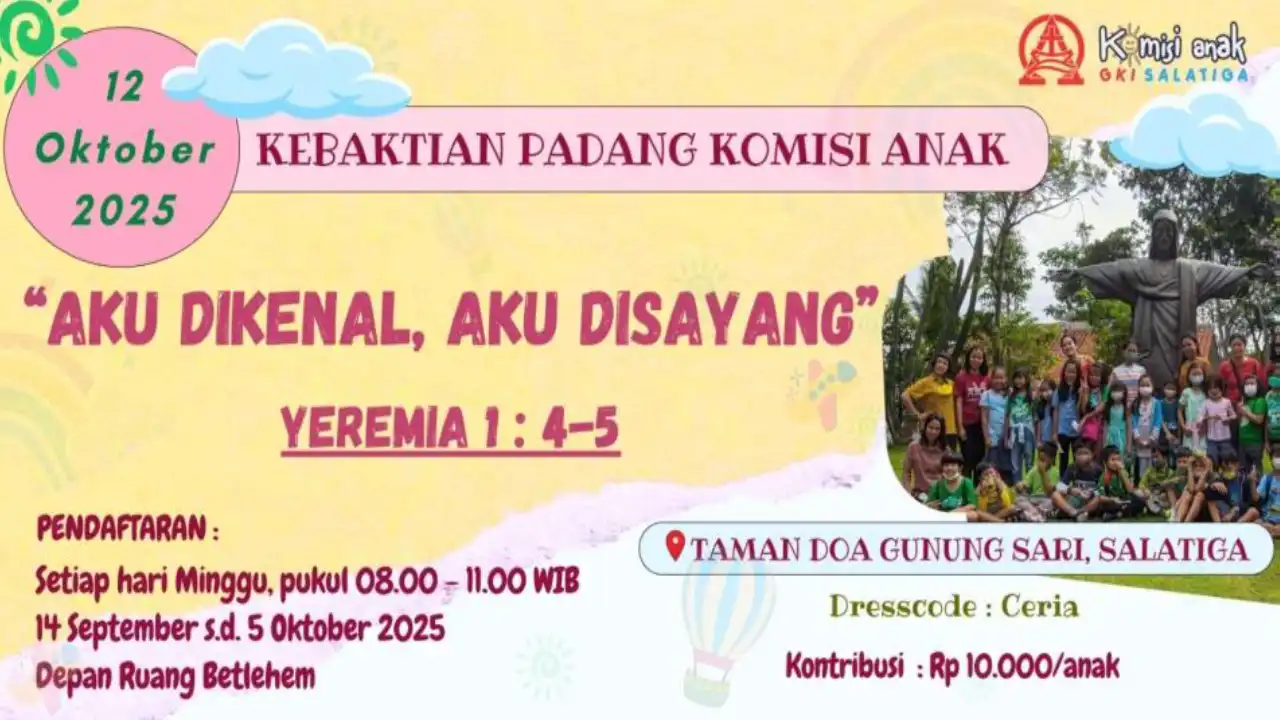 12
Oktober
2025
Komisi anak
GKI SALATIGA
KEBAKTIAN PADANG KOMISI ANAK
“AKU DIKENAL, AKU DISAYANG”
YEREMIA 1 : 4-5
PENDAFTARAN :
Setiap hari Minggu, pukul 08.00 - 11.00 WIB
14 September s.d. 5 Oktober 2025
Depan Ruang Betlehem
TAMAN DOA GUNUNG SARI, SALATIGA
Dresscode : Ceria
Kontribusi : Rp 10.000/anak